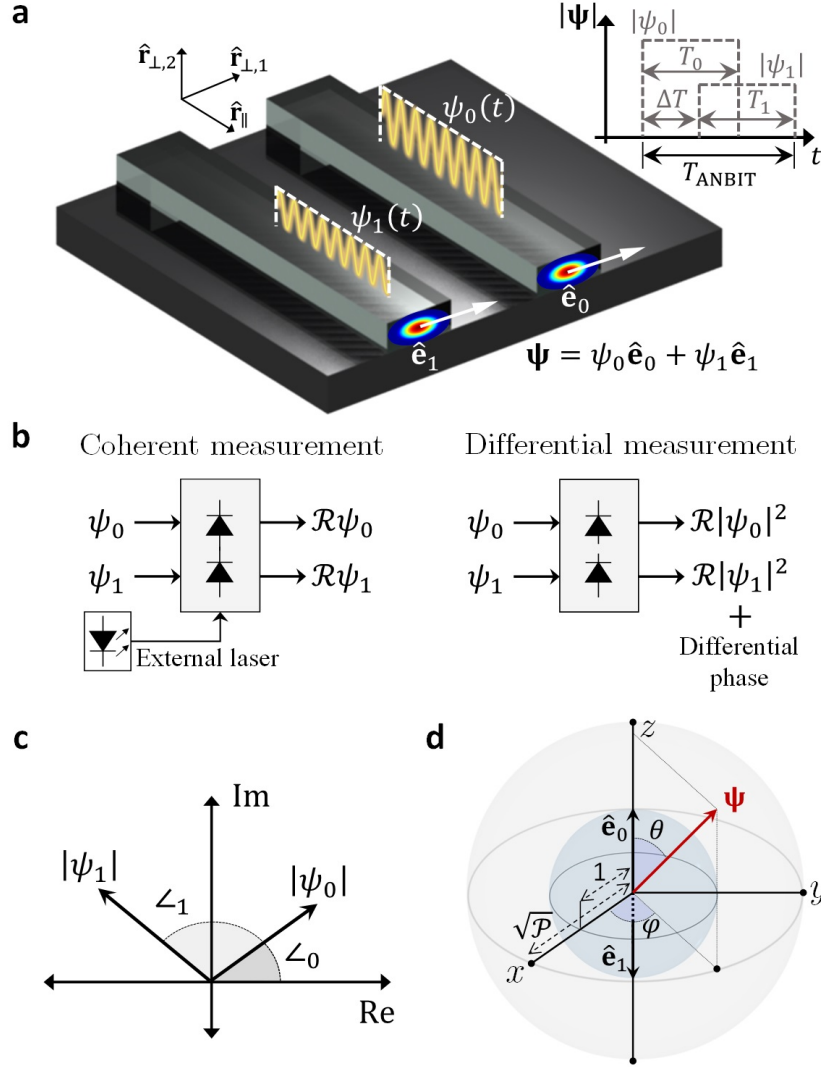 a
r̂⊥,2
r̂⊥,1
r̂∥
ψ₀(t)
ψ₁(t)
ê₀
ê₁
𝚿 = ψ₀ê₀ + ψ₁ê₁
|𝚿|
|ψ₀|
T₀
|ψ₁|
ΔT
T₁
t
T_ANBIT
b
Coherent measurement
ψ₀
ℛψ₀
ψ₁
ℛψ₁
External laser
Differential measurement
ψ₀
ℛ|ψ₀|²
ψ₁
ℛ|ψ₁|²
+
Differential
phase
c
Im
|ψ₁|
|ψ₀|
∠₁
∠₀
Re
d
z
𝛙
ê₀
θ
1
y
√𝒫
φ
x
ê₁